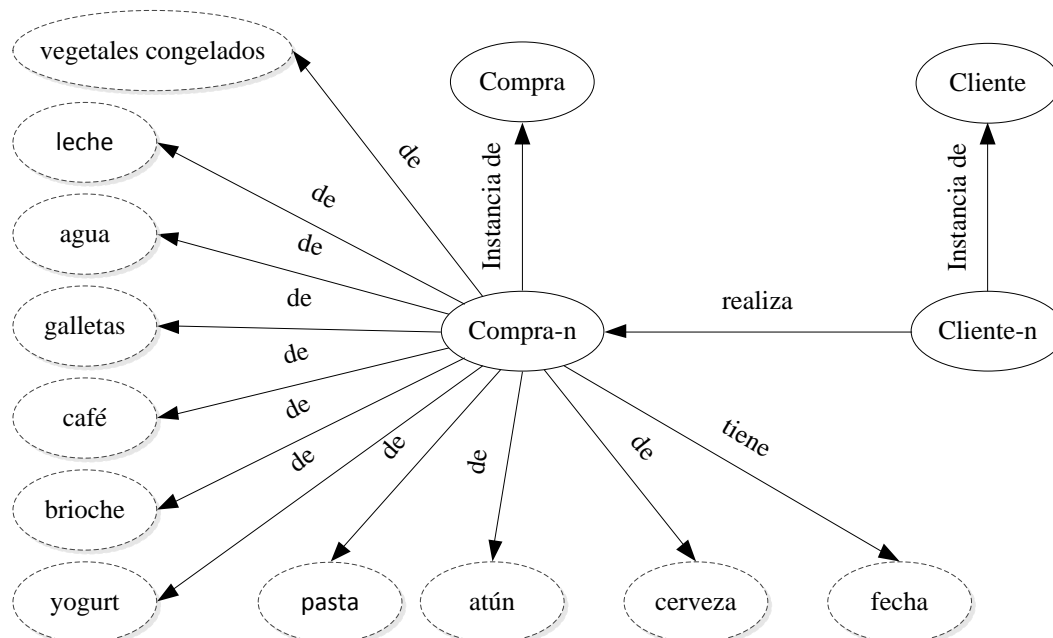 vegetales congelados
Compra
Cliente
leche
de
Instancia de
Instancia de
de
agua
de
de
galletas
realiza
Compra-n
Cliente-n
de
café
de
tiene
de
de
de
de
brioche
yogurt
pasta
atún
cerveza
fecha